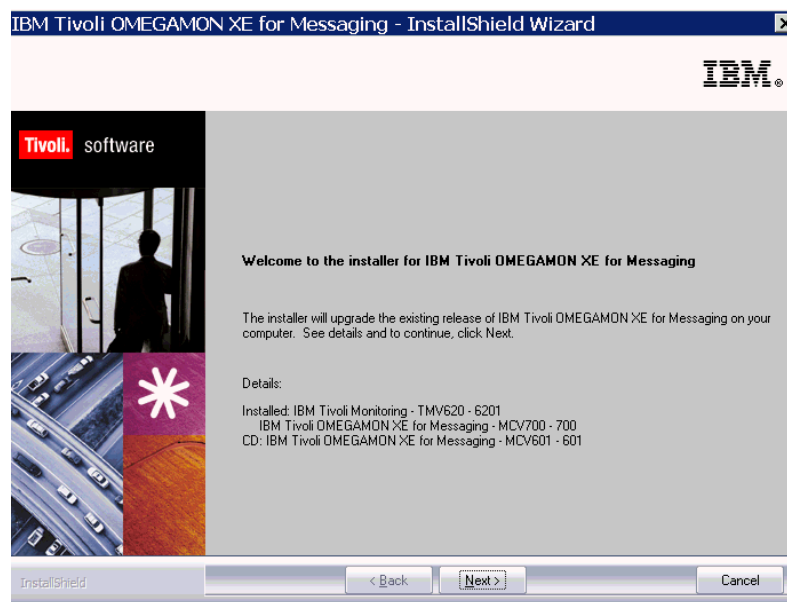 IBM Tivoli OMEGAMON XE for Messaging - InstallShield Wizard
IBM®
Tivoli. software
Welcome to the installer for IBM Tivoli OMEGAMON XE for Messaging
The installer will upgrade the existing release of IBM Tivoli OMEGAMON XE for Messaging on your
computer. See details and to continue, click Next.
Details:
Installed: IBM Tivoli Monitoring - TMV620 - 6201
IBM Tivoli OMEGAMON XE for Messaging - MCV700 - 700
CD: IBM Tivoli OMEGAMON XE for Messaging - MCV601 - 601
InstallShield
< Back Next > Cancel